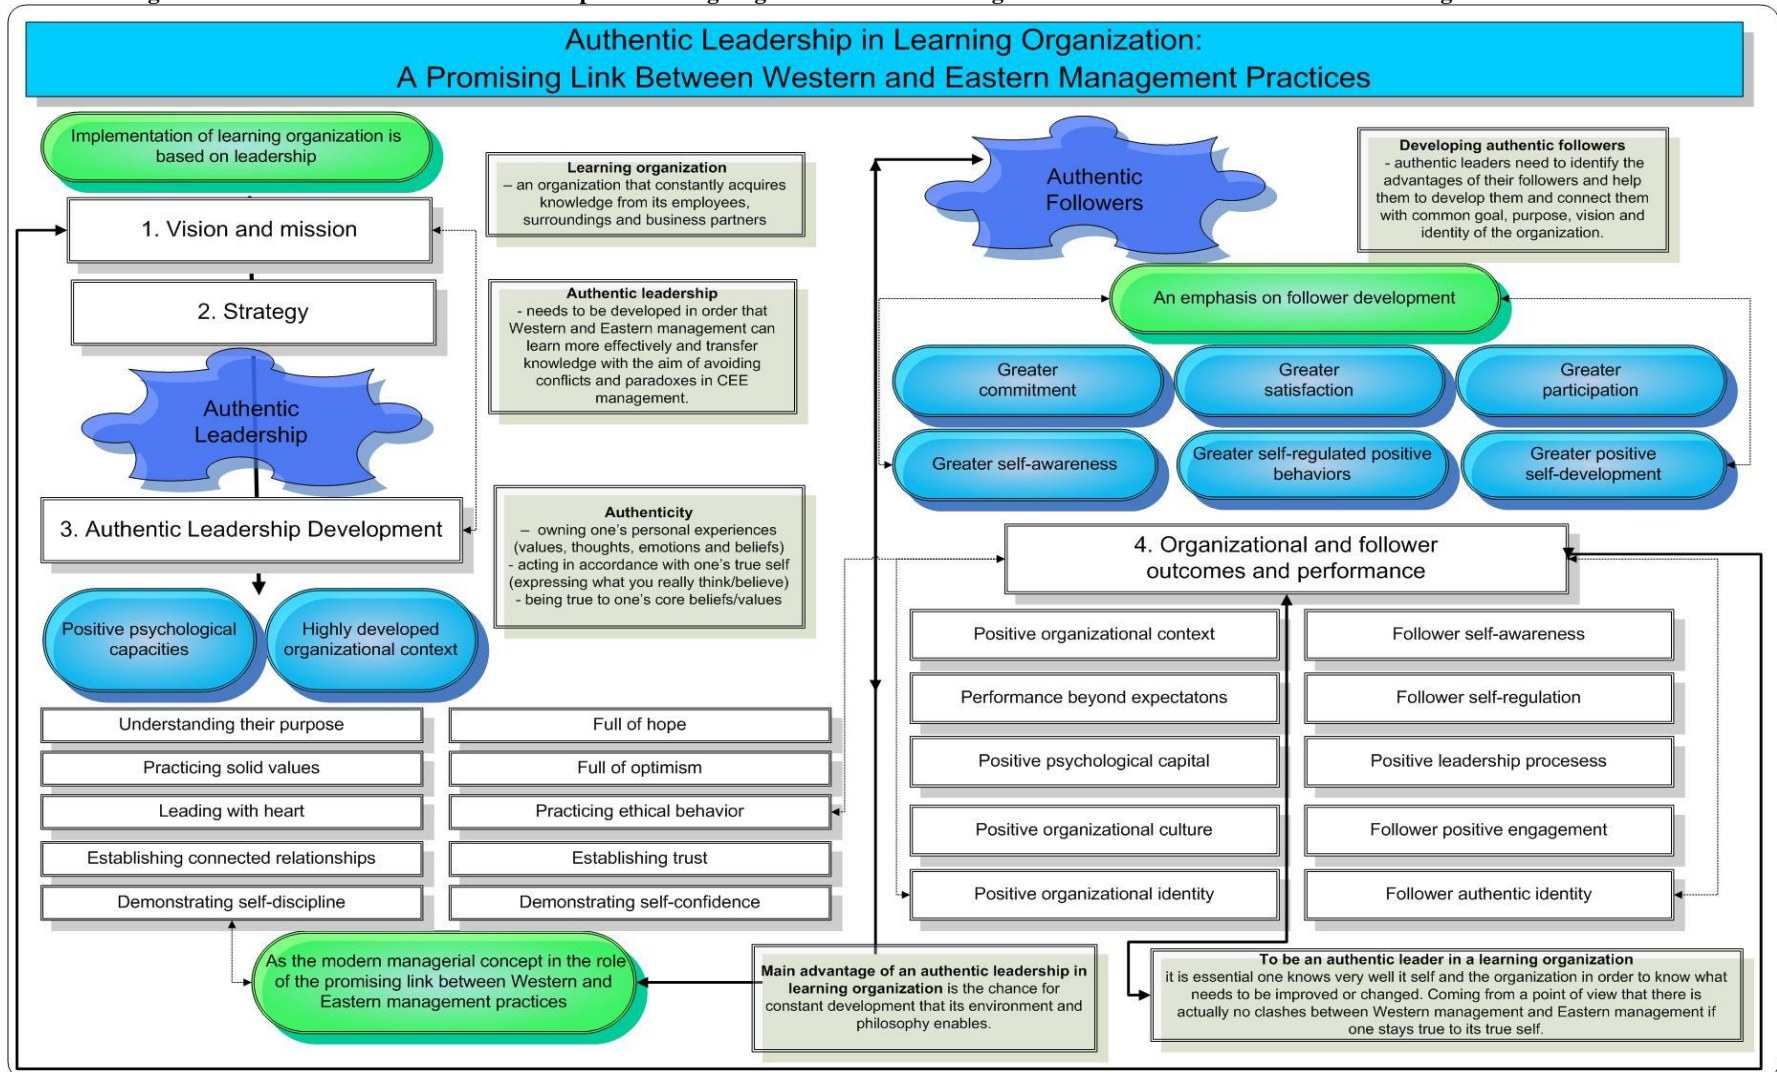 Authentic Leadership in Learning Organization:
A Promising Link Between Western and Eastern Management Practices
Implementation of learning organization is
based on leadership
1. Vision and mission
2. Strategy
Authentic
Leadership
3. Authentic Leadership Development
Positive psychological
capacities
Highly developed
organizational context
Learning organization
– an organization that constantly acquires
knowledge from its employees,
surroundings and business partners
Authentic leadership
- needs to be developed in order that
Western and Eastern management can
learn more effectively and transfer
knowledge with the aim of avoiding
conflicts and paradoxes in CEE
management.
Authenticity
– owning one's personal experiences
(values, thoughts, emotions and beliefs)
- acting in accordance with one's true self
(expressing what you really think/believe)
- being true to one's core beliefs/values
Understanding their purpose
Practicing solid values
Leading with heart
Establishing connected relationships
Demonstrating self-discipline
Full of hope
Full of optimism
Practicing ethical behavior
Establishing trust
Demonstrating self-confidence
As the modern managerial concept in the role
of the promising link between Western and
Eastern management practices
Main advantage of an authentic leadership in
learning organization is the chance for
constant development that its environment and
philosophy enables.
Authentic
Followers
Developing authentic followers
- authentic leaders need to identify the
advantages of their followers and help
them to develop them and connect them
with common goal, purpose, vision and
identity of the organization.
An emphasis on follower development
Greater
commitment
Greater
satisfaction
Greater
participation
Greater self-awareness
Greater self-regulated positive
behaviors
Greater positive
self-development
4. Organizational and follower
outcomes and performance
Positive organizational context
Performance beyond expectatons
Positive psychological capital
Positive organizational culture
Positive organizational identity
Follower self-awareness
Follower self-regulation
Positive leadership procesess
Follower positive engagement
Follower authentic identity
To be an authentic leader in a learning organization
it is essential one knows very well it self and the organization in order to know what
needs to be improved or changed. Coming from a point of view that there is
actually no clashes between Western management and Eastern management if
one stays true to its true self.